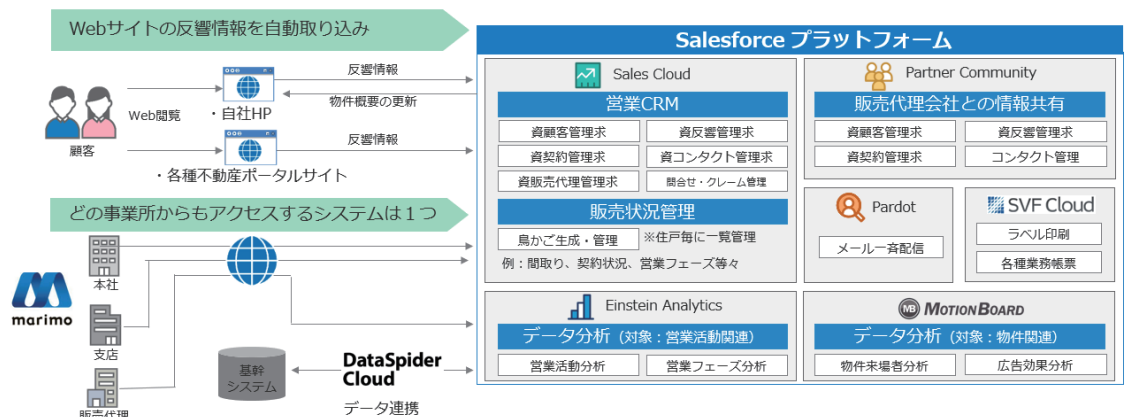 Webサイトの反響情報を自動取り込み
顧客
Web閲覧
・自社HP
反響情報
物件概要の更新
反響情報
・各種不動産ポータルサイト
どの事業所からもアクセスするシステムは１つ
marimo
本社
支店
販売代理
基幹
システム
DataSpider
Cloud
データ連携
Salesforce プラットフォーム
Sales Cloud
営業CRM
資顧客管理求
資反響管理求
資契約管理求
資コンタクト管理求
資販売代理管理求
問合せ・クレーム管理
販売状況管理
鳥かご生成・管理
※住戸毎に一覧管理
例：間取り、契約状況、営業フェーズ等々
Partner Community
販売代理会社との情報共有
資顧客管理求
資反響管理求
資契約管理求
コンタクト管理
Pardot
メール一斉配信
SVF Cloud
ラベル印刷
各種業務帳票
Einstein Analytics
データ分析（対象：営業活動関連）
営業活動分析
営業フェーズ分析
MB MOTIONBOARD
データ分析（対象：物件関連）
物件来場者分析
広告効果分析